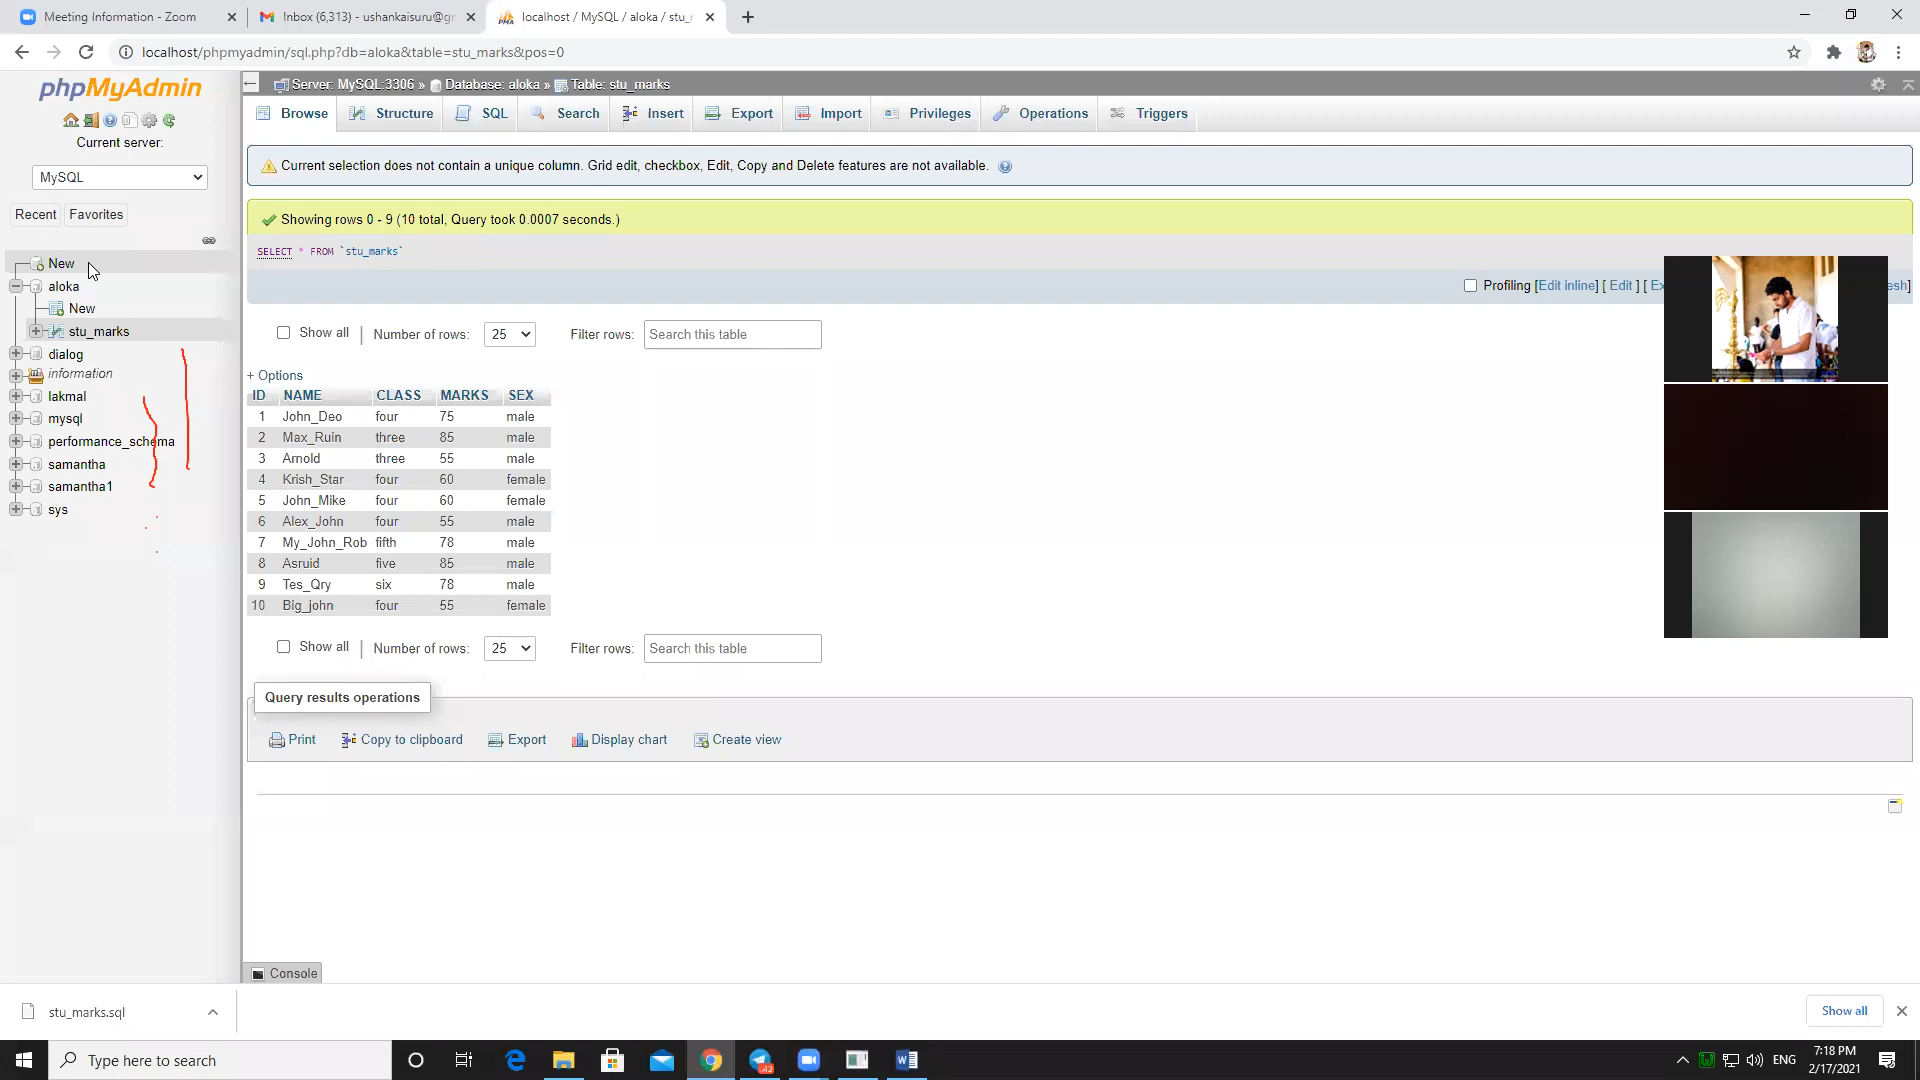 Meeting Information - Zoom
Inbox (6,313) - ushankaisuru@gr
localhost / MySQL / aloka / stu_
localhost/phpmyadmin/sql.php?db=aloka&table=stu_marks&pos=0
phpMyAdmin
Current server:
MySQL
Recent Favorites
New
aloka
New
stu_marks
dialog
information
lakmal
mysql
performance_schema
samantha
samantha1
sys
Server: MySQL:3306 » Database: aloka » Table: stu_marks
Browse Structure SQL Search Insert Export Import Privileges Operations Triggers
Current selection does not contain a unique column. Grid edit, checkbox, Edit, Copy and Delete features are not available.
Showing rows 0 - 9 (10 total, Query took 0.0007 seconds.)
SELECT * FROM `stu_marks`
Profiling [Edit inline] [ Edit ] [ Ex esh]
Show all | Number of rows: 25 Filter rows: Search this table
+ Options
ID NAME CLASS MARKS SEX
1 John_Deo four 75 male
2 Max_Ruin three 85 male
3 Arnold three 55 male
4 Krish_Star four 60 female
5 John_Mike four 60 female
6 Alex_John four 55 male
7 My_John_Rob fifth 78 male
8 Asruid five 85 male
9 Tes_Qry six 78 male
10 Big_john four 55 female
Show all | Number of rows: 25 Filter rows: Search this table
Query results operations
Print Copy to clipboard Export Display chart Create view
Console
stu_marks.sql
Show all
Type here to search
42
ENG
7:18 PM
2/17/2021